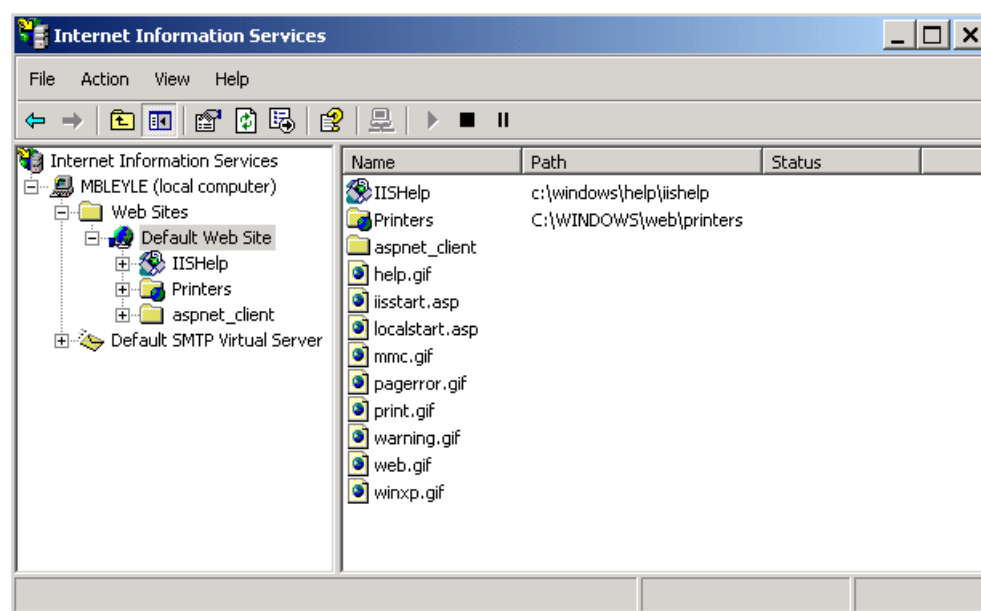 Internet Information Services
File Action View Help
Internet Information Services
MBLEYLE (local computer)
Web Sites
Default Web Site
IISHelp
Printers
aspnet_client
Default SMTP Virtual Server
Name Path Status
IISHelp c:\windows\help\iishelp
Printers C:\WINDOWS\web\printers
aspnet_client
help.gif
iisstart.asp
localstart.asp
mmc.gif
pagerror.gif
print.gif
warning.gif
web.gif
winxp.gif